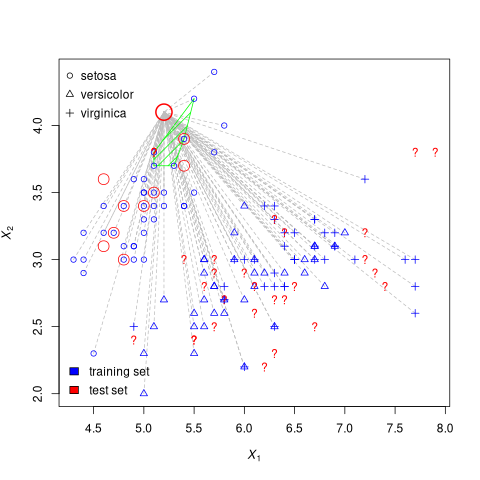 setosa
versicolor
virginica
4.0
3.5
3.0
2.5
2.0
X2
training set
test set
4.5 5.0 5.5 6.0 6.5 7.0 7.5 8.0
X1
? ? ? ? ? ? ? ? ? ? ? ? ? ? ? ? ? ? ? ? ? ? ? ?